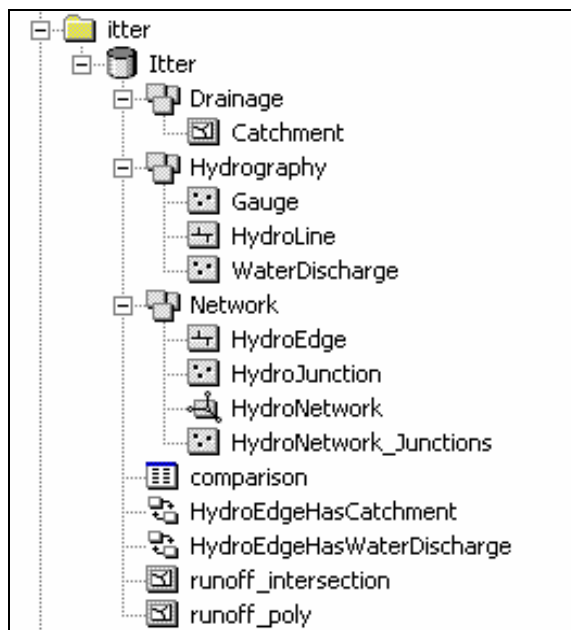 itter
Itter
Drainage
Catchment
Hydrography
Gauge
HydroLine
WaterDischarge
Network
HydroEdge
HydroJunction
HydroNetwork
HydroNetwork_Junctions
comparison
HydroEdgeHasCatchment
HydroEdgeHasWaterDischarge
runoff_intersection
runoff_poly